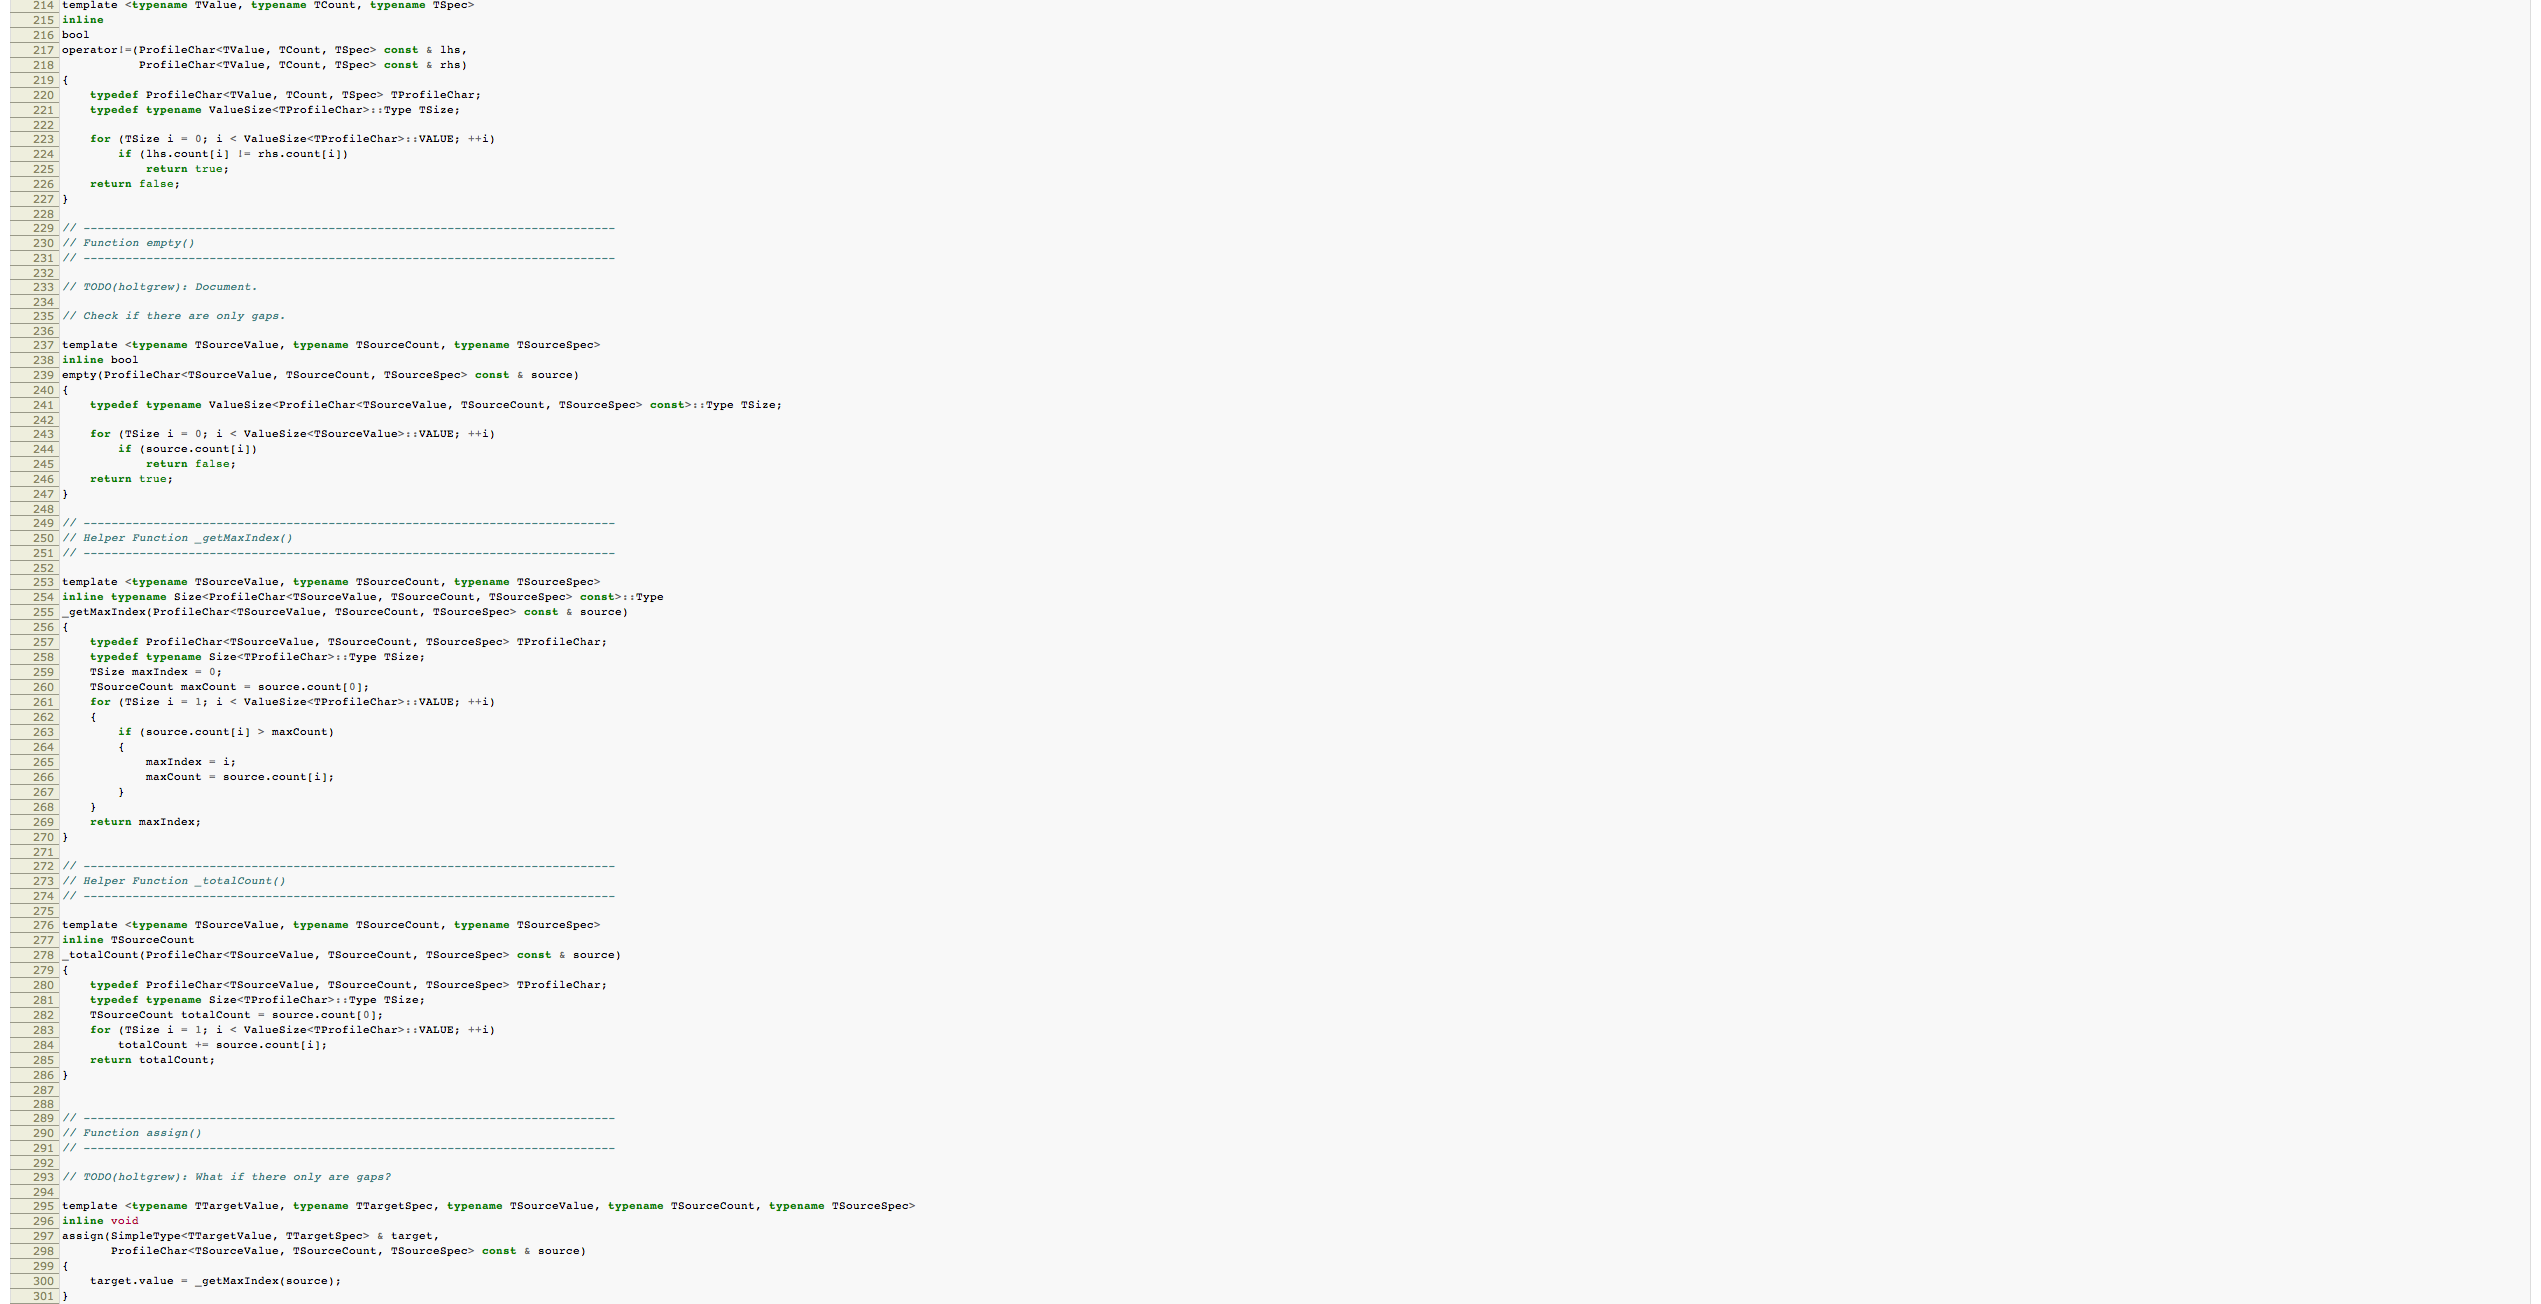 214 template <typename TValue, typename TCount, typename TSpec>
215 inline
216 bool
217 operator!=(ProfileChar<TValue, TCount, TSpec> const & lhs,
218            ProfileChar<TValue, TCount, TSpec> const & rhs)
219 {
220     typedef ProfileChar<TValue, TCount, TSpec> TProfileChar;
221     typedef typename ValueSize<TProfileChar>::Type TSize;
222
223     for (TSize i = 0; i < ValueSize<TProfileChar>::VALUE; ++i)
224         if (lhs.count[i] != rhs.count[i])
225             return true;
226     return false;
227 }
228
229 // ----------------------------------------------------------------------------
230 // Function empty()
231 // ----------------------------------------------------------------------------
232
233 // TODO(holtgrew): Document.
234
235 // Check if there are only gaps.
236
237 template <typename TSourceValue, typename TSourceCount, typename TSourceSpec>
238 inline bool
239 empty(ProfileChar<TSourceValue, TSourceCount, TSourceSpec> const & source)
240 {
241     typedef typename ValueSize<ProfileChar<TSourceValue, TSourceCount, TSourceSpec> const>::Type TSize;
242
243     for (TSize i = 0; i < ValueSize<TSourceValue>::VALUE; ++i)
244         if (source.count[i])
245             return false;
246     return true;
247 }
248
249 // ----------------------------------------------------------------------------
250 // Helper Function _getMaxIndex()
251 // ----------------------------------------------------------------------------
252
253 template <typename TSourceValue, typename TSourceCount, typename TSourceSpec>
254 inline typename Size<ProfileChar<TSourceValue, TSourceCount, TSourceSpec> const>::Type
255 _getMaxIndex(ProfileChar<TSourceValue, TSourceCount, TSourceSpec> const & source)
256 {
257     typedef ProfileChar<TSourceValue, TSourceCount, TSourceSpec> TProfileChar;
258     typedef typename Size<TProfileChar>::Type TSize;
259     TSize maxIndex = 0;
260     TSourceCount maxCount = source.count[0];
261     for (TSize i = 1; i < ValueSize<TProfileChar>::VALUE; ++i)
262     {
263         if (source.count[i] > maxCount)
264         {
265             maxIndex = i;
266             maxCount = source.count[i];
267         }
268     }
269     return maxIndex;
270 }
271
272 // ----------------------------------------------------------------------------
273 // Helper Function _totalCount()
274 // ----------------------------------------------------------------------------
275
276 template <typename TSourceValue, typename TSourceCount, typename TSourceSpec>
277 inline TSourceCount
278 _totalCount(ProfileChar<TSourceValue, TSourceCount, TSourceSpec> const & source)
279 {
280     typedef ProfileChar<TSourceValue, TSourceCount, TSourceSpec> TProfileChar;
281     typedef typename Size<TProfileChar>::Type TSize;
282     TSourceCount totalCount = source.count[0];
283     for (TSize i = 1; i < ValueSize<TProfileChar>::VALUE; ++i)
284         totalCount += source.count[i];
285     return totalCount;
286 }
287
288
289 // ----------------------------------------------------------------------------
290 // Function assign()
291 // ----------------------------------------------------------------------------
292
293 // TODO(holtgrew): What if there only are gaps?
294
295 template <typename TTargetValue, typename TTargetSpec, typename TSourceValue, typename TSourceCount, typename TSourceSpec>
296 inline void
297 assign(SimpleType<TTargetValue, TTargetSpec> & target,
298        ProfileChar<TSourceValue, TSourceCount, TSourceSpec> const & source)
299 {
300     target.value = _getMaxIndex(source);
301 }